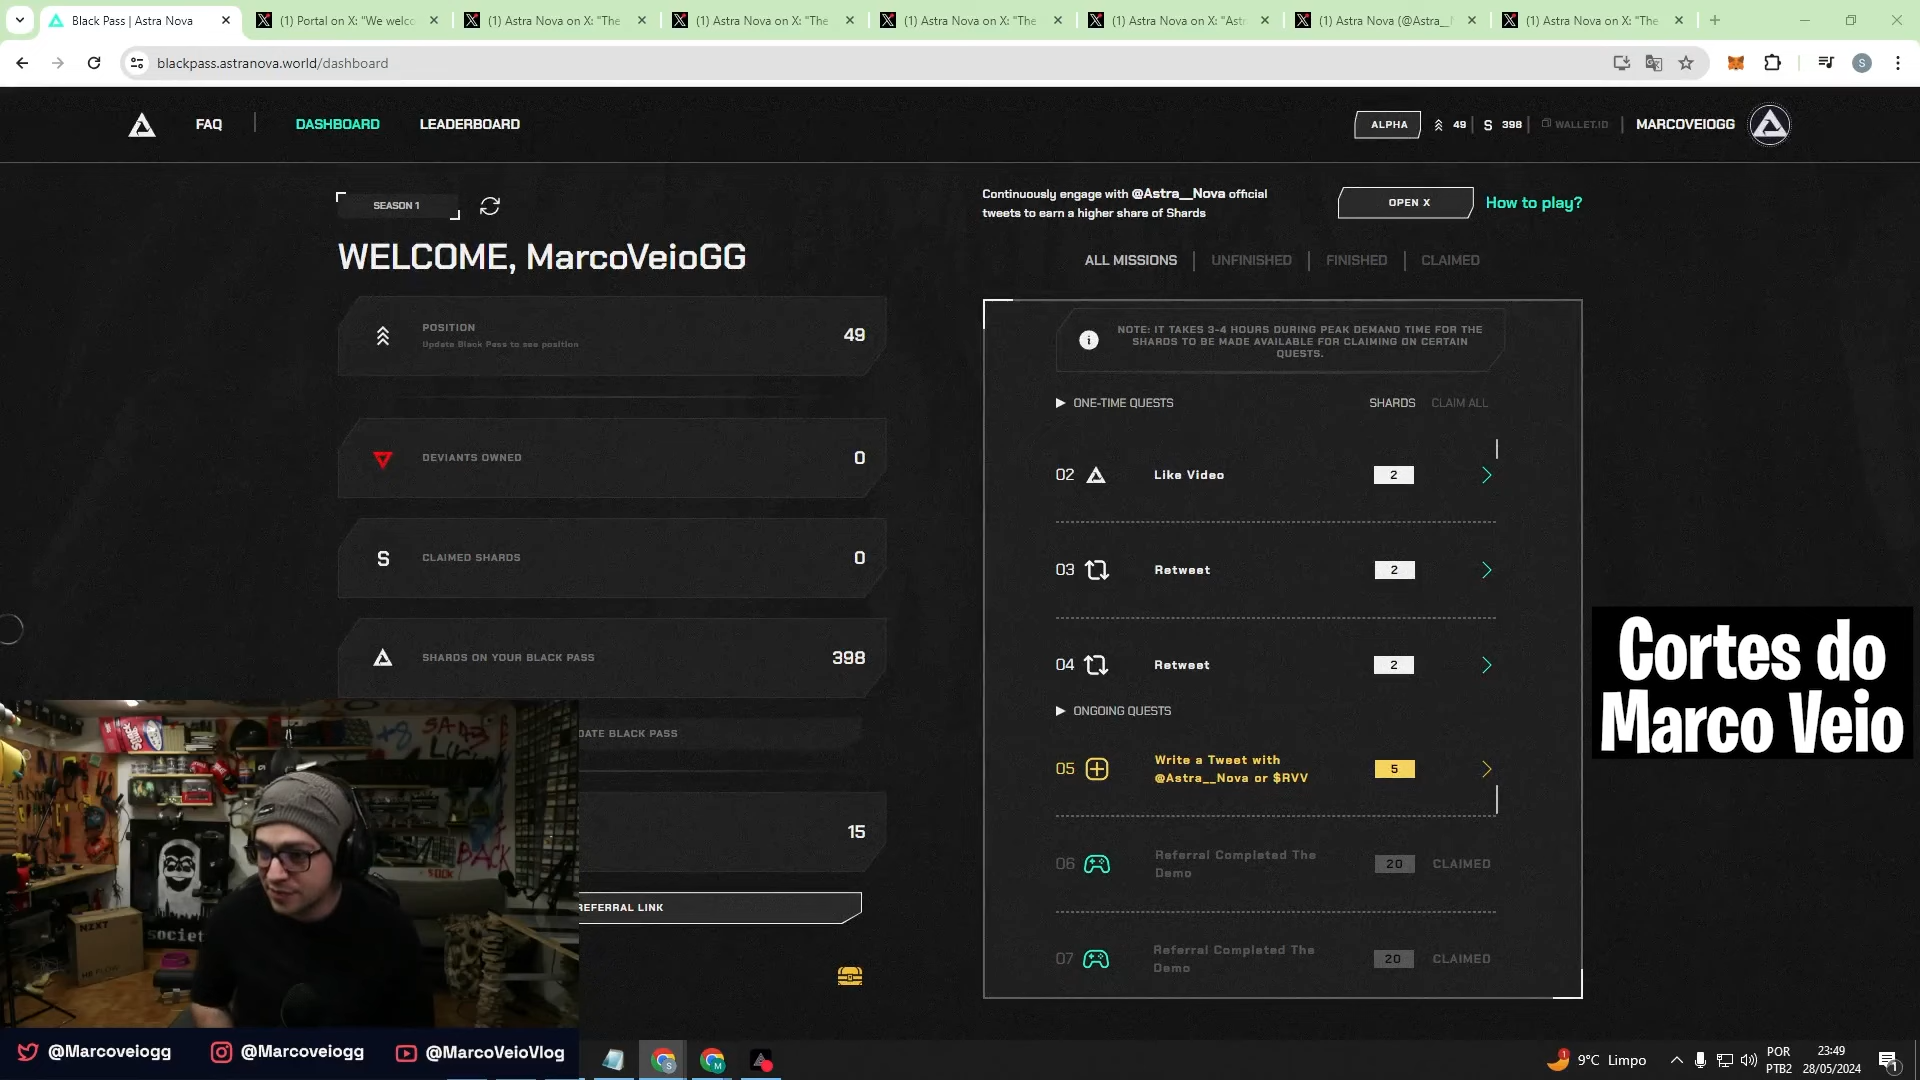 Black Pass | Astra Nova
(1) Portal on X: "We welco
(1) Astra Nova on X: "The
(1) Astra Nova on X: "The
(1) Astra Nova on X: "The
(1) Astra Nova on X: "Ast
(1) Astra Nova (@Astra_
(1) Astra Nova on X: "The
blackpass.astranova.world/dashboard
S
FAQ
DASHBOARD
LEADERBOARD
ALPHA
49
S 398
WALLET.ID
MARCOVEIOGG
SEASON 1
WELCOME, MarcoVeioGG
POSITION
Update Black Pass to see position
49
DEVIANTS OWNED
0
S
CLAIMED SHARDS
0
SHARDS ON YOUR BLACK PASS
398
DATE BLACK PASS
15
REFERRAL LINK
Continuously engage with @Astra__Nova official
tweets to earn a higher share of Shards
OPEN X
How to play?
ALL MISSIONS
UNFINISHED
FINISHED
CLAIMED
NOTE: IT TAKES 3-4 HOURS DURING PEAK DEMAND TIME FOR THE
SHARDS TO BE MADE AVAILABLE FOR CLAIMING ON CERTAIN
QUESTS.
ONE-TIME QUESTS
SHARDS
CLAIM ALL
02 Like Video 2
03 Retweet 2
04 Retweet 2
ONGOING QUESTS
05 Write a Tweet with
@Astra__Nova or $RVV
5
06 Referral Completed The
Demo
20 CLAIMED
07 Referral Completed The
Demo
20 CLAIMED
Cortes do
Marco Veio
NZXT
H6 FLOW
societ
BACK
@Marcoveiogg
@Marcoveiogg
@MarcoVeioVlog
9°C Limpo
POR
PTB2
23:49
28/05/2024